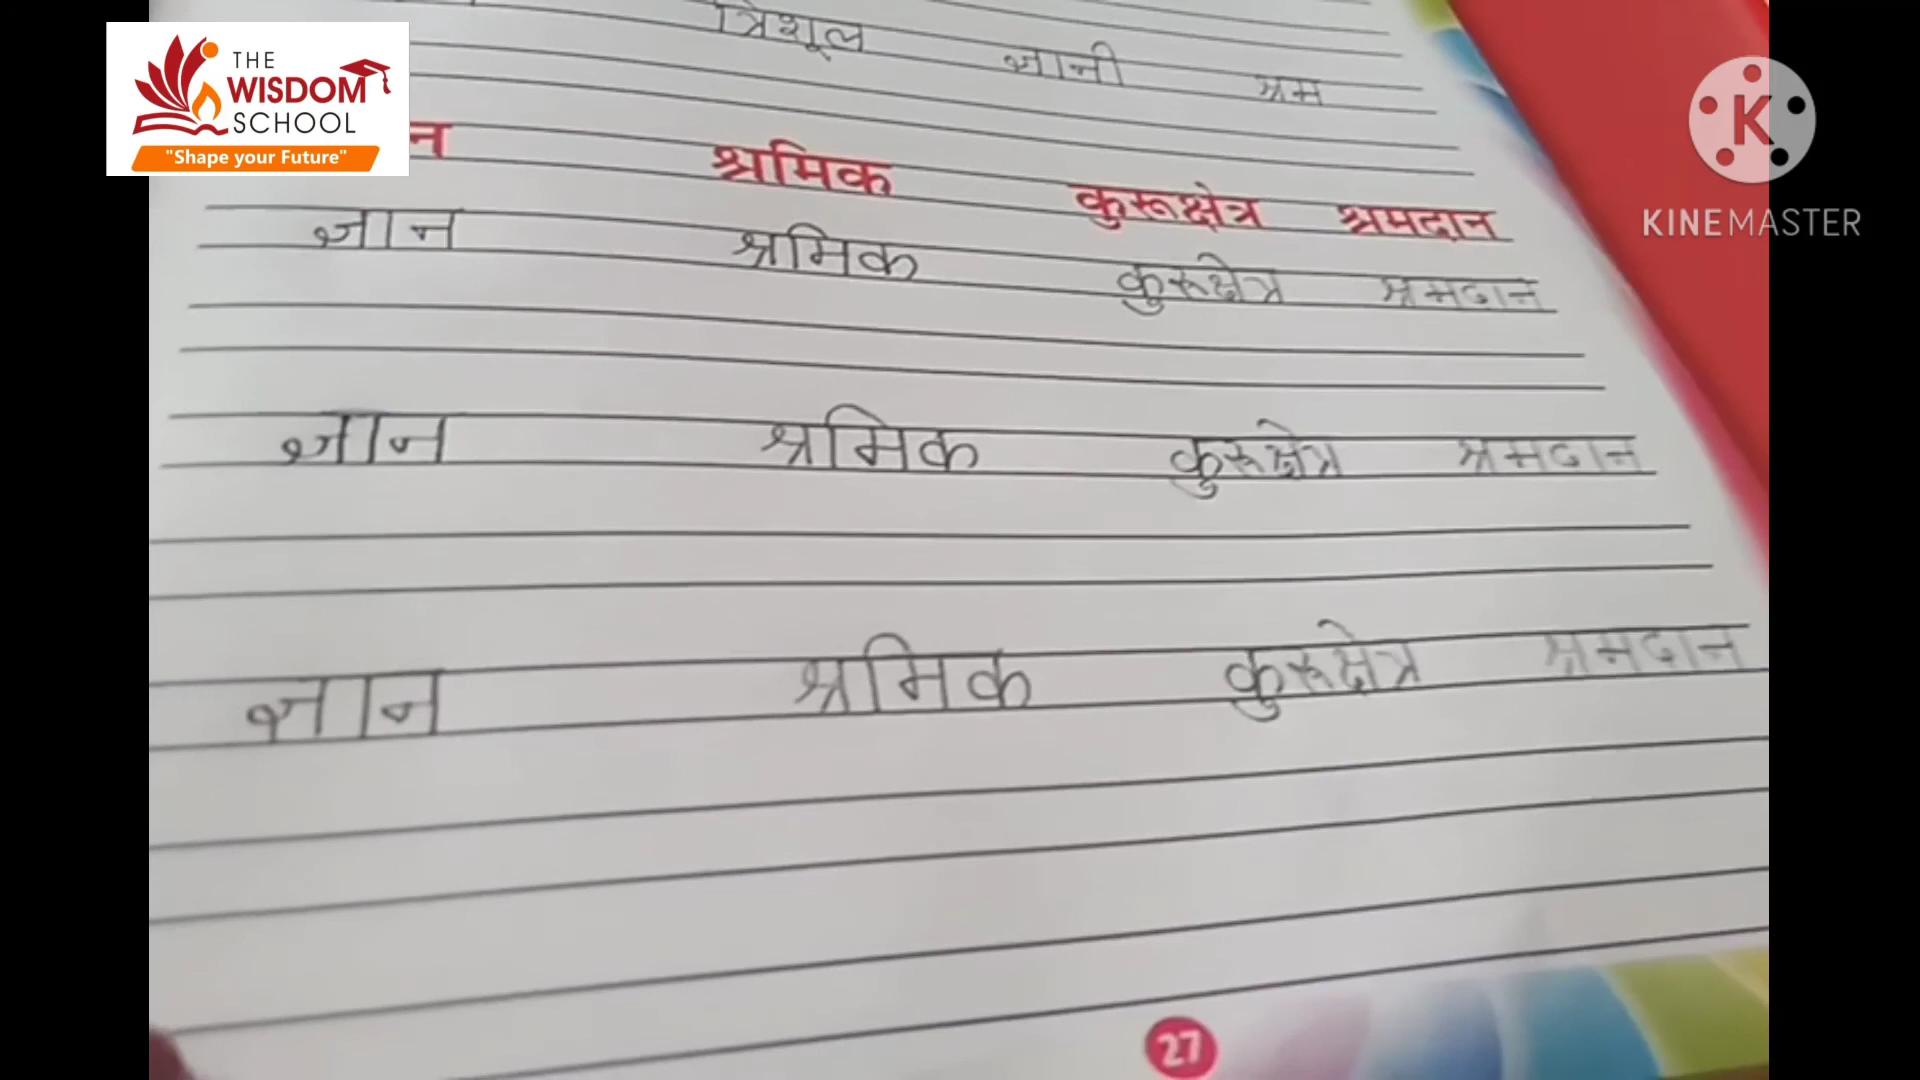 THE
WISDOM
SCHOOL
"Shape your Future"
K
KINEMASTER
त्रिशूल ज्ञानी श्रम
न श्रमिक कुरूक्षेत्र श्रमदान
ज्ञान श्रमिक कुरूक्षेत्र श्रमदान
ज्ञान श्रमिक कुरूक्षेत्र श्रमदान
ज्ञान श्रमिक कुरूक्षेत्र श्रमदान
27